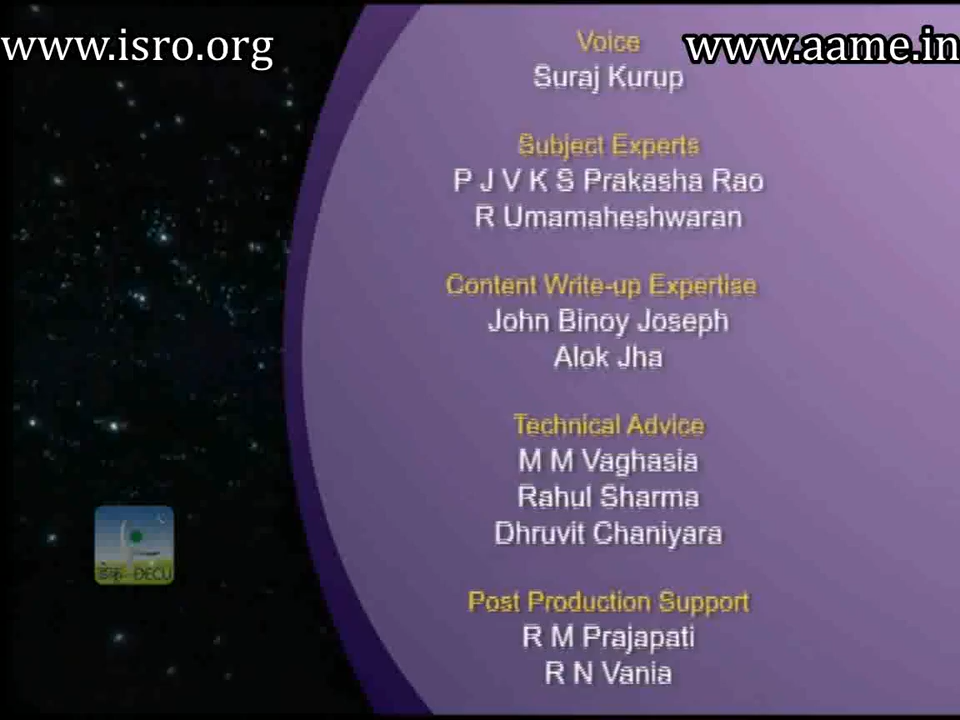 www.isro.org
www.aame.in
Voice
Suraj Kurup
Subject Experts
P J V K S Prakasha Rao
R Umamaheshwaran
Content Write-up Expertise
John Binoy Joseph
Alok Jha
Technical Advice
M M Vaghasia
Rahul Sharma
Dhruvit Chaniyara
DECU
Post Production Support
R M Prajapati
R N Vania